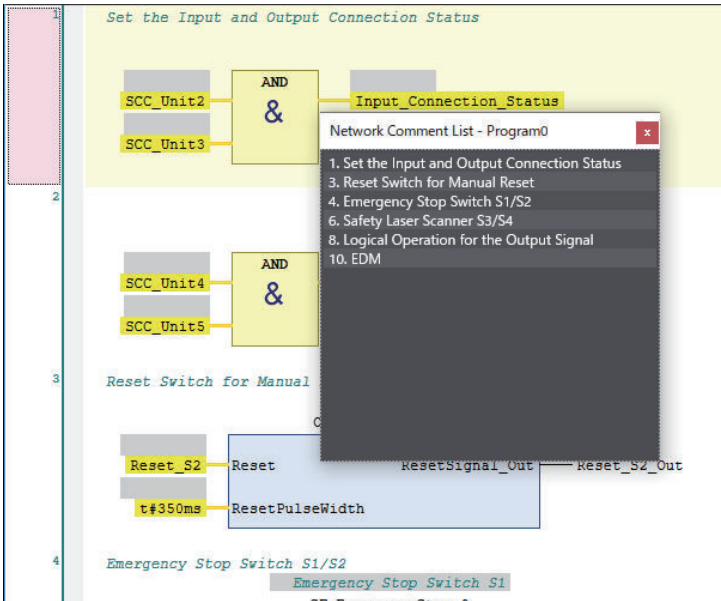 1
Set the Input and Output Connection Status
AND
&
SCC_Unit2
Input_Connection_Status
SCC_Unit3
Network Comment List - Program0
x
1. Set the Input and Output Connection Status
3. Reset Switch for Manual Reset
4. Emergency Stop Switch S1/S2
6. Safety Laser Scanner S3/S4
8. Logical Operation for the Output Signal
10. EDM
2
AND
&
SCC_Unit4
SCC_Unit5
3
Reset Switch for Manual
Reset_S2
Reset
ResetSignal_Out
Reset_S2_Out
t#350ms
ResetPulseWidth
4
Emergency Stop Switch S1/S2
Emergency Stop Switch S1